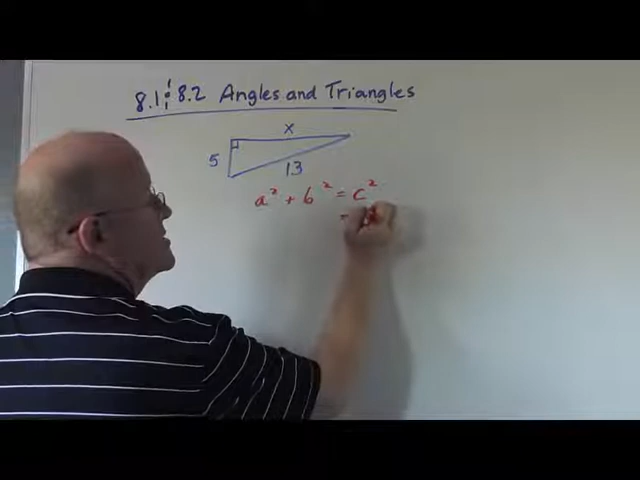 8.1 & 8.2 Angles and Triangles
x
5
13
a² + b² = c²
=